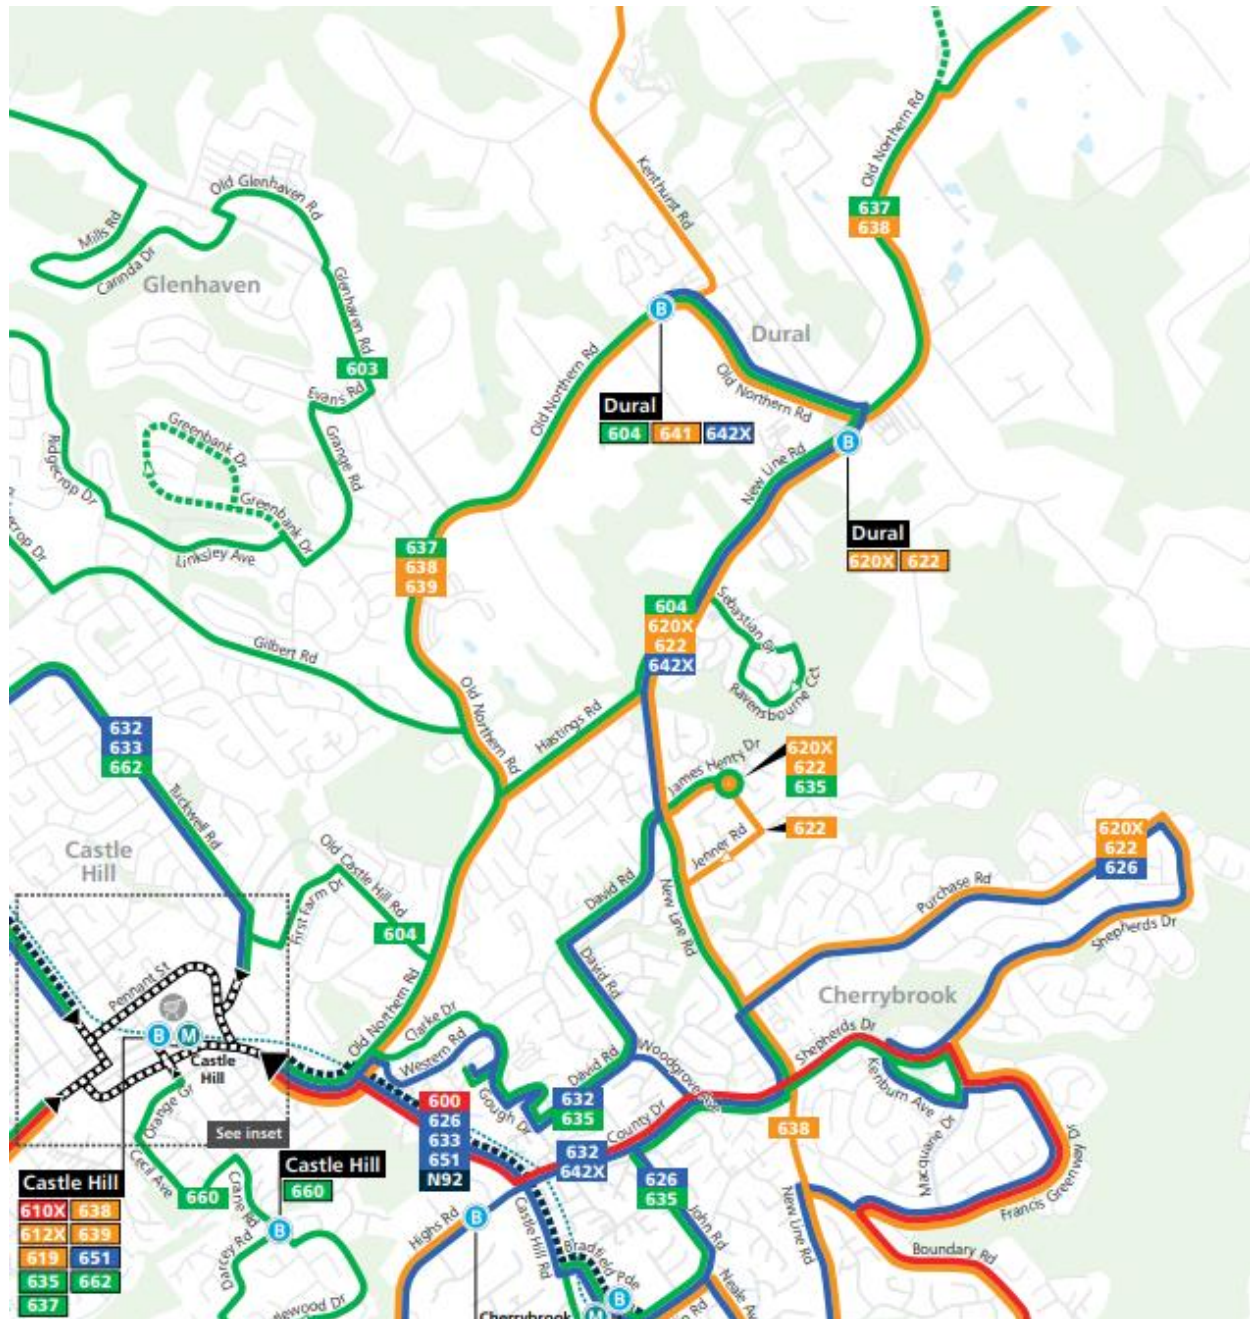 Old Northern Rd
637
638
Kenthurst Rd
Old Glenhaven Rd
Mills Rd
Carinda Dr
Glenhaven
Glenhaven Rd
603
Evans Rd
Dural
Old Northern Rd
Old Northern Rd
Dural
604 641 642X
New Line Rd
Dural
620X 622
Greenbank Dr
Grange Rd
Ridgecrop Dr
Greenbank Dr
Linksley Ave
crop Dr
637
638
639
604
620X
622
642X
Sebastian Dr
Ravensbourne Cct
Gilbert Rd
Old Northern Rd
Hastings Rd
632
633
662
Tuckwell Rd
James Henty Dr
620X
622
635
622
Jenner Rd
620X
622
626
Purchase Rd
Shepherds Dr
Castle
Hill
Old Castle Hill Rd
First Farm Dr
604
David Rd
New Line Rd
David Rd
Old Northern Rd
Pennant St
B M
Castle
Hill
Clarke Dr
Western Rd
Gough Dr
David Rd
Woodgrove Ave
Cherrybrook
Shepherds Dr
Kenburn Ave
Macquarie Dr
Francis Greenway Dr
632
635
County Dr
638
600
626
633
651
N92
632
642X
626
635
Orange Gr
See inset
Cecil Ave
Castle Hill
610X 638
612X 639
619 651
635 662
637
660
Castle Hill
660
Crane Rd
Darcey Rd
lewood Dr
Highs Rd
Castle Hill Rd
Bradfield Pde
John Rd
Neale Av
Rd
New Line Rd
Boundary Rd
Cherrybrook